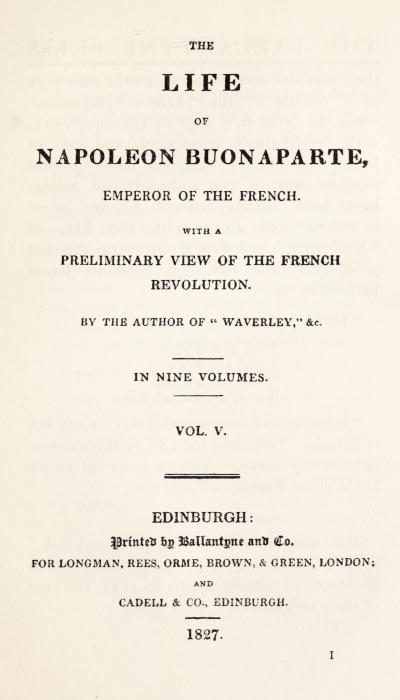 THE
LIFE
OF
NAPOLEON BUONAPARTE,
EMPEROR OF THE FRENCH.
WITH A
PRELIMINARY VIEW OF THE FRENCH
REVOLUTION.
BY THE AUTHOR OF “ WAVERLEY,” &c.
IN NINE VOLUMES.
VOL. V.
EDINBURGH:
Printed by Ballantyne and Co.
FOR LONGMAN, REES, ORME, BROWN, & GREEN, LONDON;
AND
CADELL & CO., EDINBURGH.
1827.
I